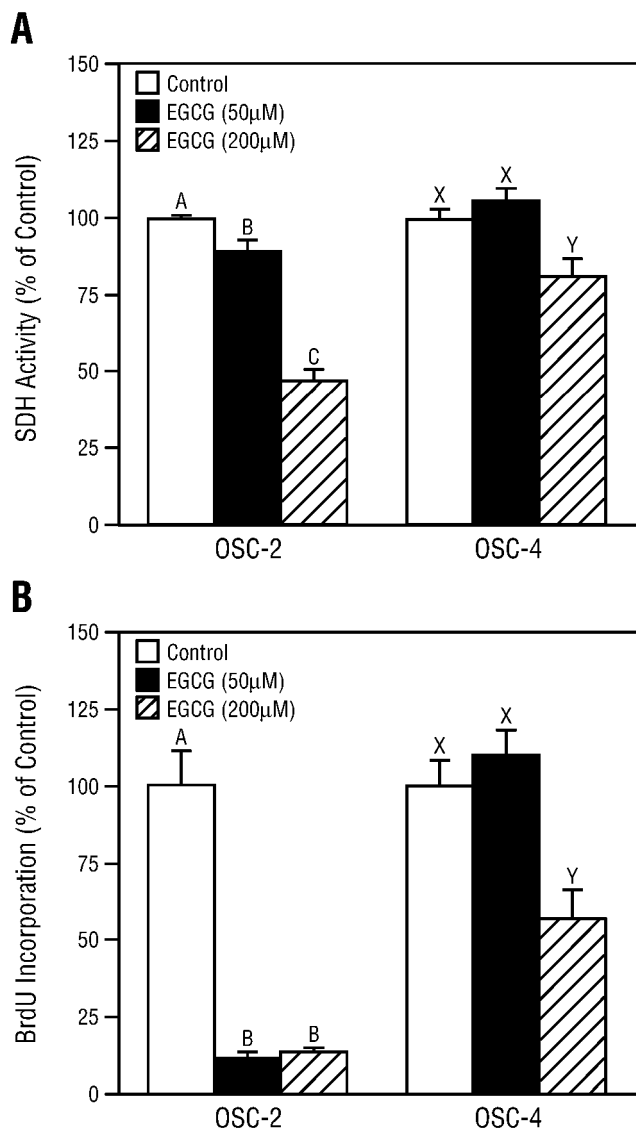 A
150
125
100
75
50
25
0
SDH Activity (% of Control)
Control
EGCG (50µM)
EGCG (200µM)
A
B
C
X
X
Y
OSC-2
OSC-4
B
150
125
100
75
50
25
0
BrdU Incorporation (% of Control)
Control
EGCG (50µM)
EGCG (200µM)
A
B
B
X
X
Y
OSC-2
OSC-4